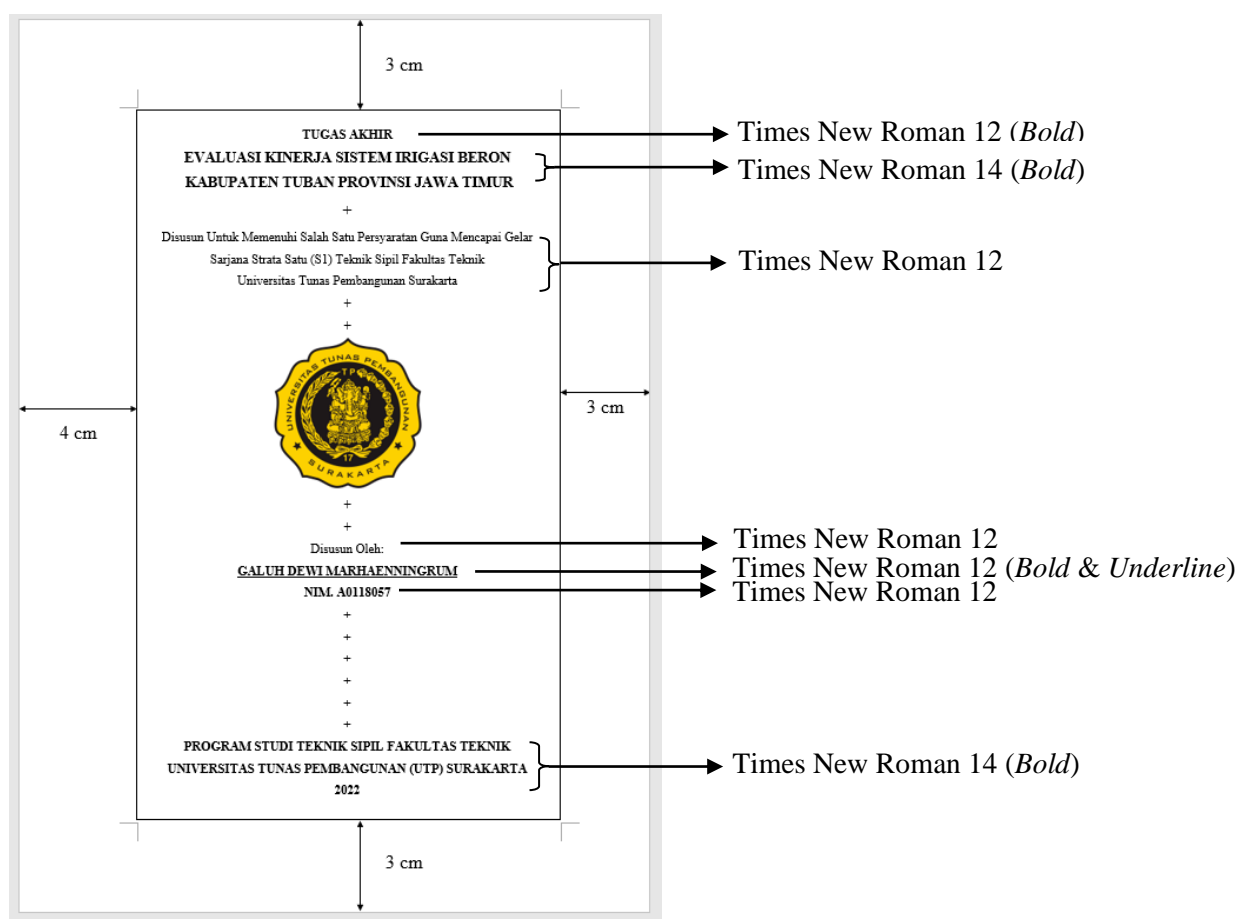 3 cm
TUGAS AKHIR
Times New Roman 12 (Bold)
EVALUASI KINERJA SISTEM IRIGASI BERON
KABUPATEN TUBAN PROVINSI JAWA TIMUR
Times New Roman 14 (Bold)
+
Disusun Untuk Memenuhi Salah Satu Persyaratan Guna Mencapai Gelar
Sarjana Strata Satu (S1) Teknik Sipil Fakultas Teknik
Universitas Tunas Pembangunan Surakarta
Times New Roman 12
+
+
UNIVERSITAS TUNAS PEMBANGUNAN
TP
17
SURAKARTA
4 cm
3 cm
+
+
Disusun Oleh:
Times New Roman 12
GALUH DEWI MARHAENNINGRUM
Times New Roman 12 (Bold & Underline)
NIM. A0118057
Times New Roman 12
+
+
+
+
+
+
PROGRAM STUDI TEKNIK SIPIL FAKULTAS TEKNIK
UNIVERSITAS TUNAS PEMBANGUNAN (UTP) SURAKARTA
2022
Times New Roman 14 (Bold)
3 cm